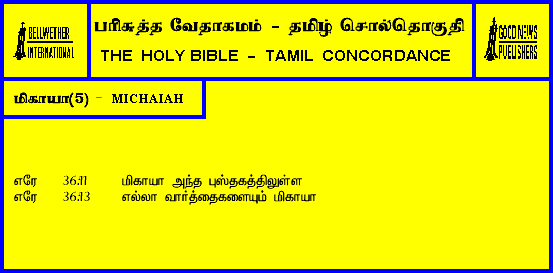 BELLWETHER
INTERNATIONAL
பரிசுத்த வேதாகமம் - தமிழ் சொல்தொகுதி
THE HOLY BIBLE - TAMIL CONCORDANCE
GOOD NEWS
PUBLISHERS
மிகாயா(5) - MICHAIAH
எரே 36:11 மிகாயா அந்த புஸ்தகத்திலுள்ள
எரே 36:13 எல்லா வார்த்தைகளையும் மிகாயா